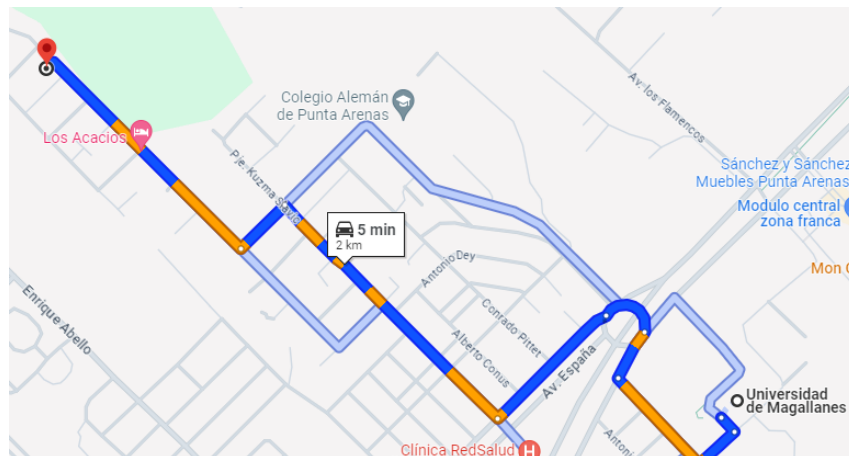 Colegio Alemán
de Punta Arenas
Av. los Flamencos
Los Acacios
Pje. Kuzma Slavic
Sánchez y Sánchez
Muebles Punta Arenas
Modulo central
zona franca
5 min
2 km
Antonio Dey
Mon
Enrique Abello
Conrado Pittet
Alberto Conus
Av. España
Universidad
de Magallanes
Antoni
Clínica RedSalud
H